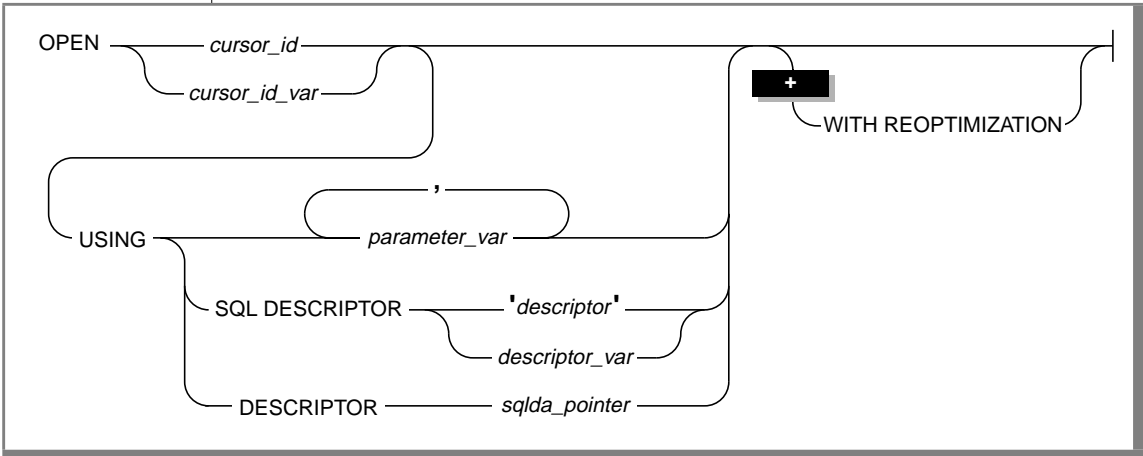 OPEN cursor_id
cursor_id_var
+
WITH REOPTIMIZATION
,
USING parameter_var
SQL DESCRIPTOR 'descriptor'
descriptor_var
DESCRIPTOR sqlda_pointer